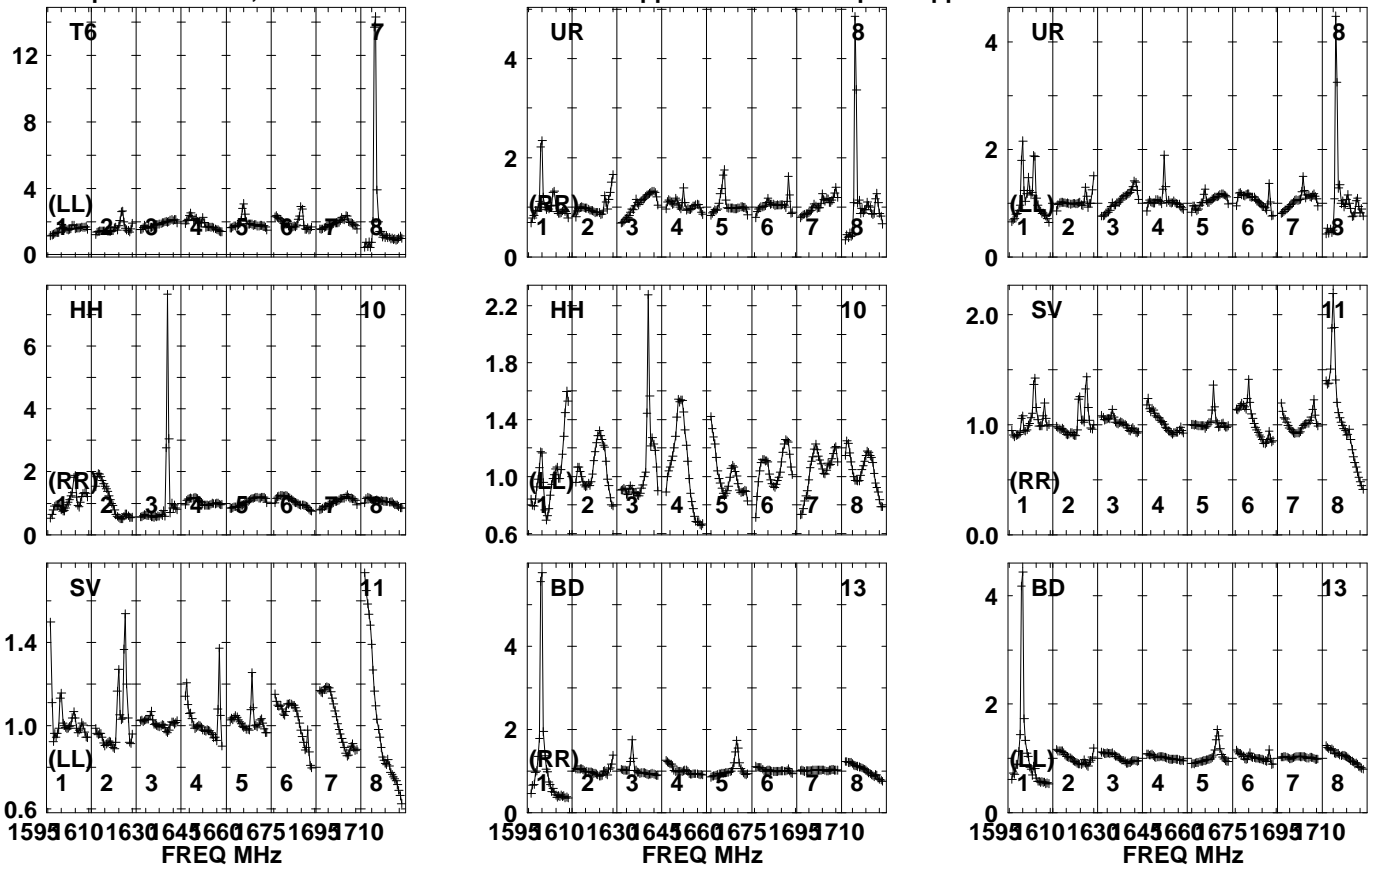 T6 7 UR 8 UR 8
12 4 4
8 2 2
4
(LL) (RR) (LL)
1 2 3 4 5 6 7 8 1 2 3 4 5 6 7 8 1 2 3 4 5 6 7 8
0 0 0
HH 10 HH 10 SV 11
6 2.2 2.0
4 1.8
2 1.4 1.0
(RR) 1.0 (LL) (RR)
1 2 3 4 5 6 7 8 1 2 3 4 5 6 7 8 1 2 3 4 5 6 7 8
0 0.6 0.0
SV 11 BD 13 BD 13
1.4 4 4
1.0 2 2
(LL) (RR) (LL)
1 2 3 4 5 6 7 8 1 2 3 4 5 6 7 8 1 2 3 4 5 6 7 8
0.6 0 0
1595 1610 1630 1645 1660 1675 1695 1710 1595 1610 1630 1645 1660 1675 1695 1710 1595 1610 1630 1645 1660 1675 1695 1710
FREQ MHz FREQ MHz FREQ MHz